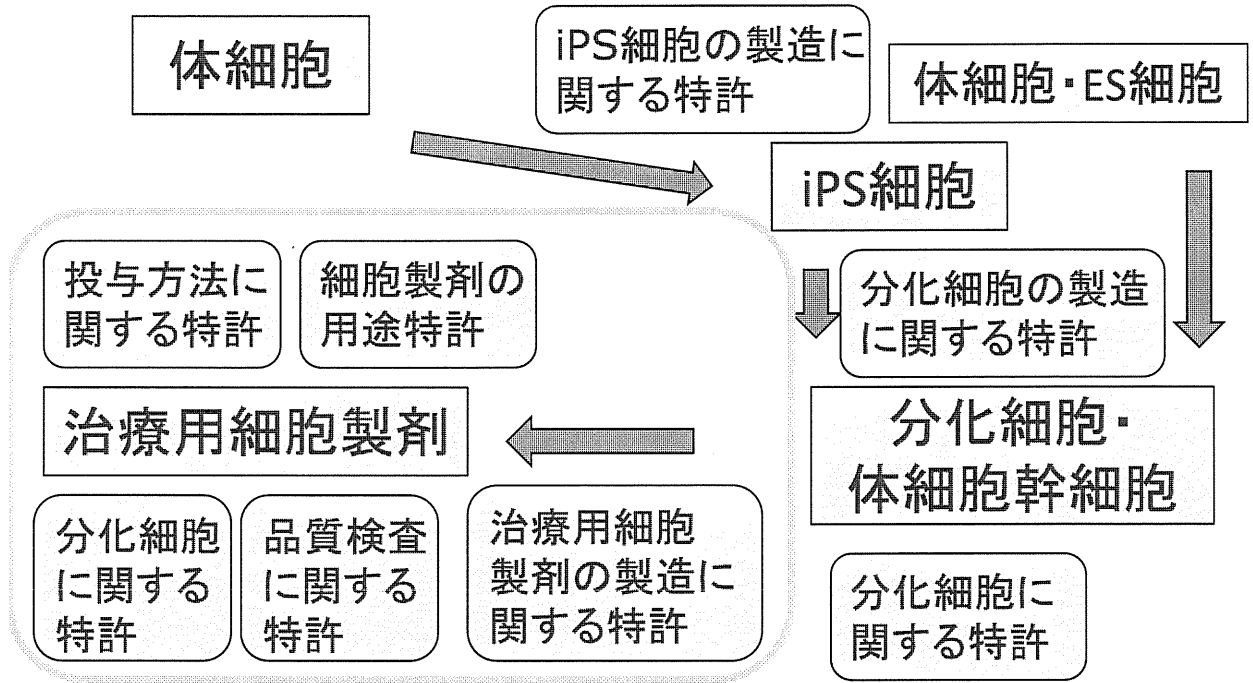 体細胞
iPS細胞の製造に
関する特許
体細胞・ES細胞
iPS細胞
投与方法に
関する特許
細胞製剤の
用途特許
分化細胞の製造
に関する特許
治療用細胞製剤
分化細胞・
体細胞幹細胞
分化細胞
に関する
特許
品質検査
に関する
特許
治療用細胞
製剤の製造に
関する特許
分化細胞に
関する特許